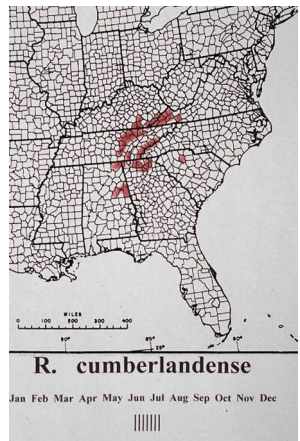 MILES
0 100 200 300 400
90° 85° 80°
25°
R. cumberlandense
Jan Feb Mar Apr May Jun Jul Aug Sep Oct Nov Dec